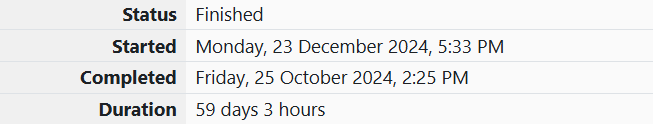 Status Finished
Started Monday, 23 December 2024, 5:33 PM
Completed Friday, 25 October 2024, 2:25 PM
Duration 59 days 3 hours